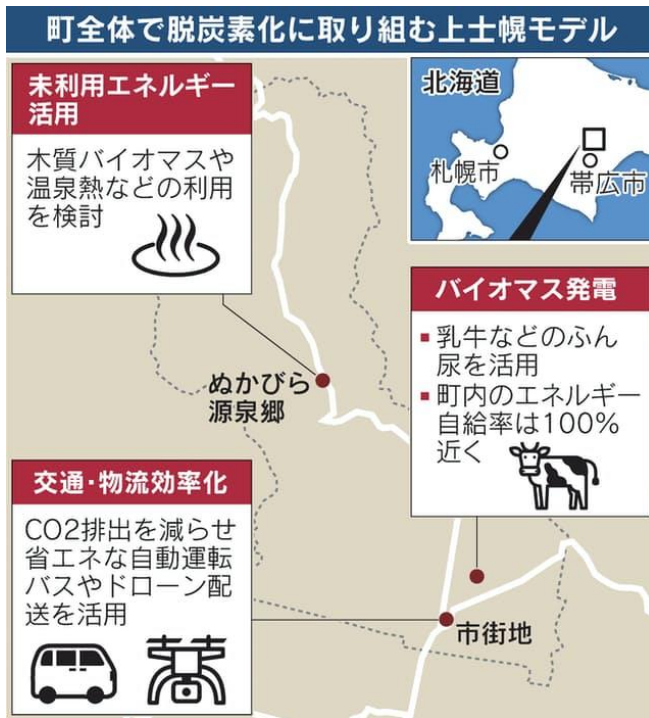 町全体で脱炭素化に取り組む上士幌モデル
未利用エネルギー
活用
木質バイオマスや
温泉熱などの利用
を検討
北海道
札幌市
帯広市
バイオマス発電
▪乳牛などのふん
尿を活用
▪町内のエネルギー
自給率は100%
近く
ぬかびら
源泉郷
交通・物流効率化
CO2排出を減らせ
省エネな自動運転
バスやドローン配
送を活用
市街地